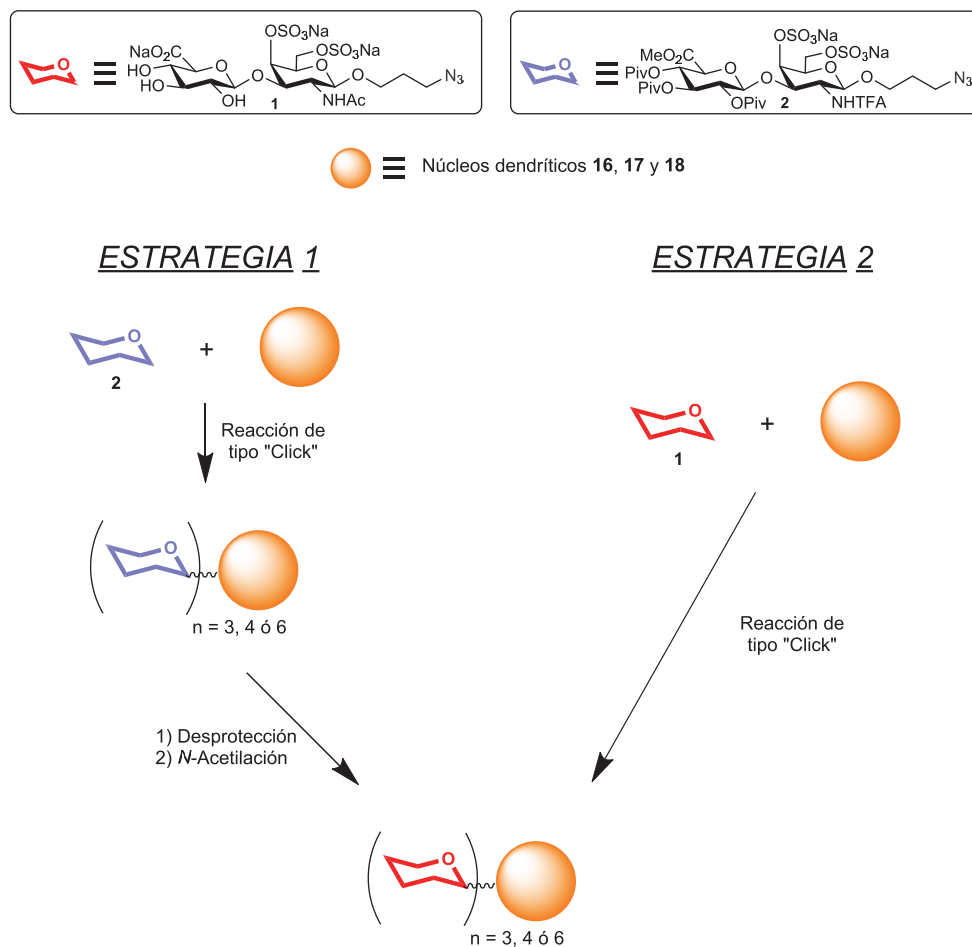 OSO₃Na
NaO₂C
OSO₃Na
O
HO
O
O
O
O
N₃
HO
OH
1
NHAc
OSO₃Na
MeO₂C
OSO₃Na
O
PivO
O
O
O
O
N₃
PivO
OPiv
2
NHTFA
Núcleos dendríticos 16, 17 y 18
ESTRATEGIA 1
ESTRATEGIA 2
O
+
2
Reacción de
tipo "Click"
O
+
1
O
n = 3, 4 ó 6
Reacción de
tipo "Click"
1) Desprotección
2) N-Acetilación
O
n = 3, 4 ó 6